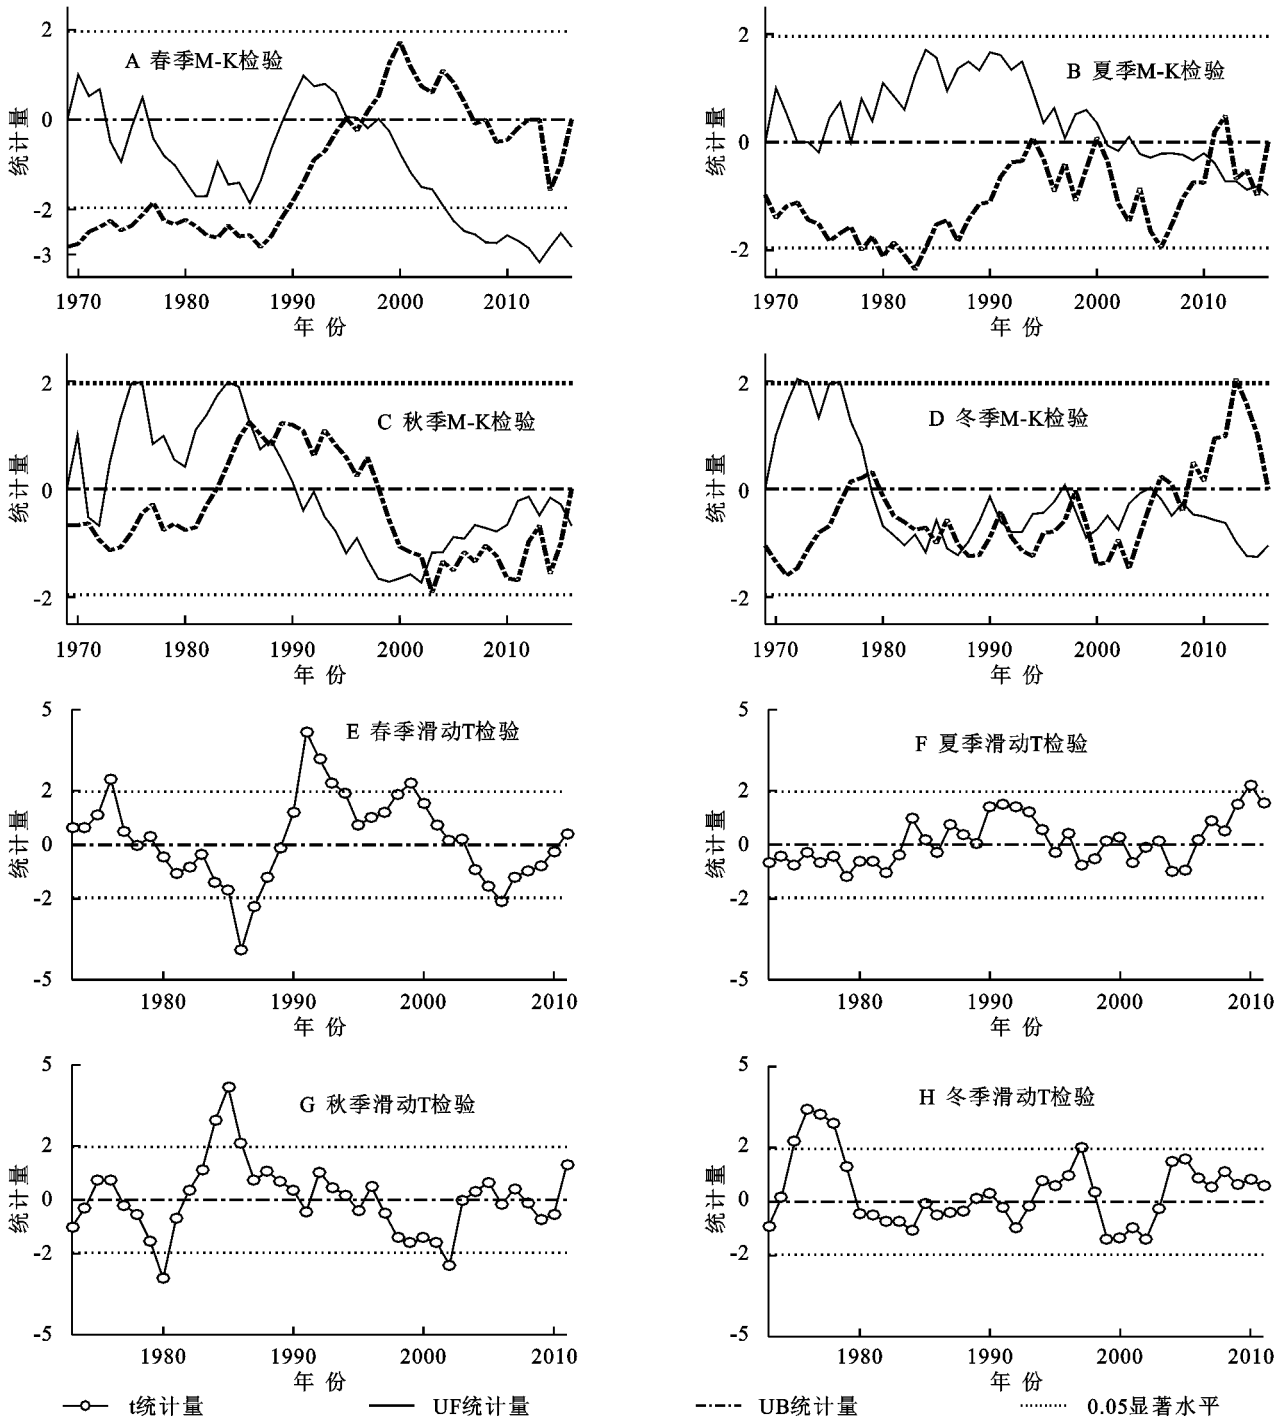 A 春季M-K检验
统计量
2
0
-2
-3
1970 1980 1990 2000 2010
年 份
B 夏季M-K检验
统计量
2
0
-2
1970 1980 1990 2000 2010
年 份
C 秋季M-K检验
统计量
2
0
-2
1970 1980 1990 2000 2010
年 份
D 冬季M-K检验
统计量
2
0
-2
1970 1980 1990 2000 2010
年 份
E 春季滑动T检验
统计量
5
2
0
-2
-5
1980 1990 2000 2010
年 份
F 夏季滑动T检验
统计量
5
2
0
-2
-5
1980 1990 2000 2010
年 份
G 秋季滑动T检验
统计量
5
2
0
-2
-5
1980 1990 2000 2010
年 份
H 冬季滑动T检验
统计量
5
2
0
-2
-5
1980 1990 2000 2010
年 份
t统计量 UF统计量 UB统计量 0.05显著水平